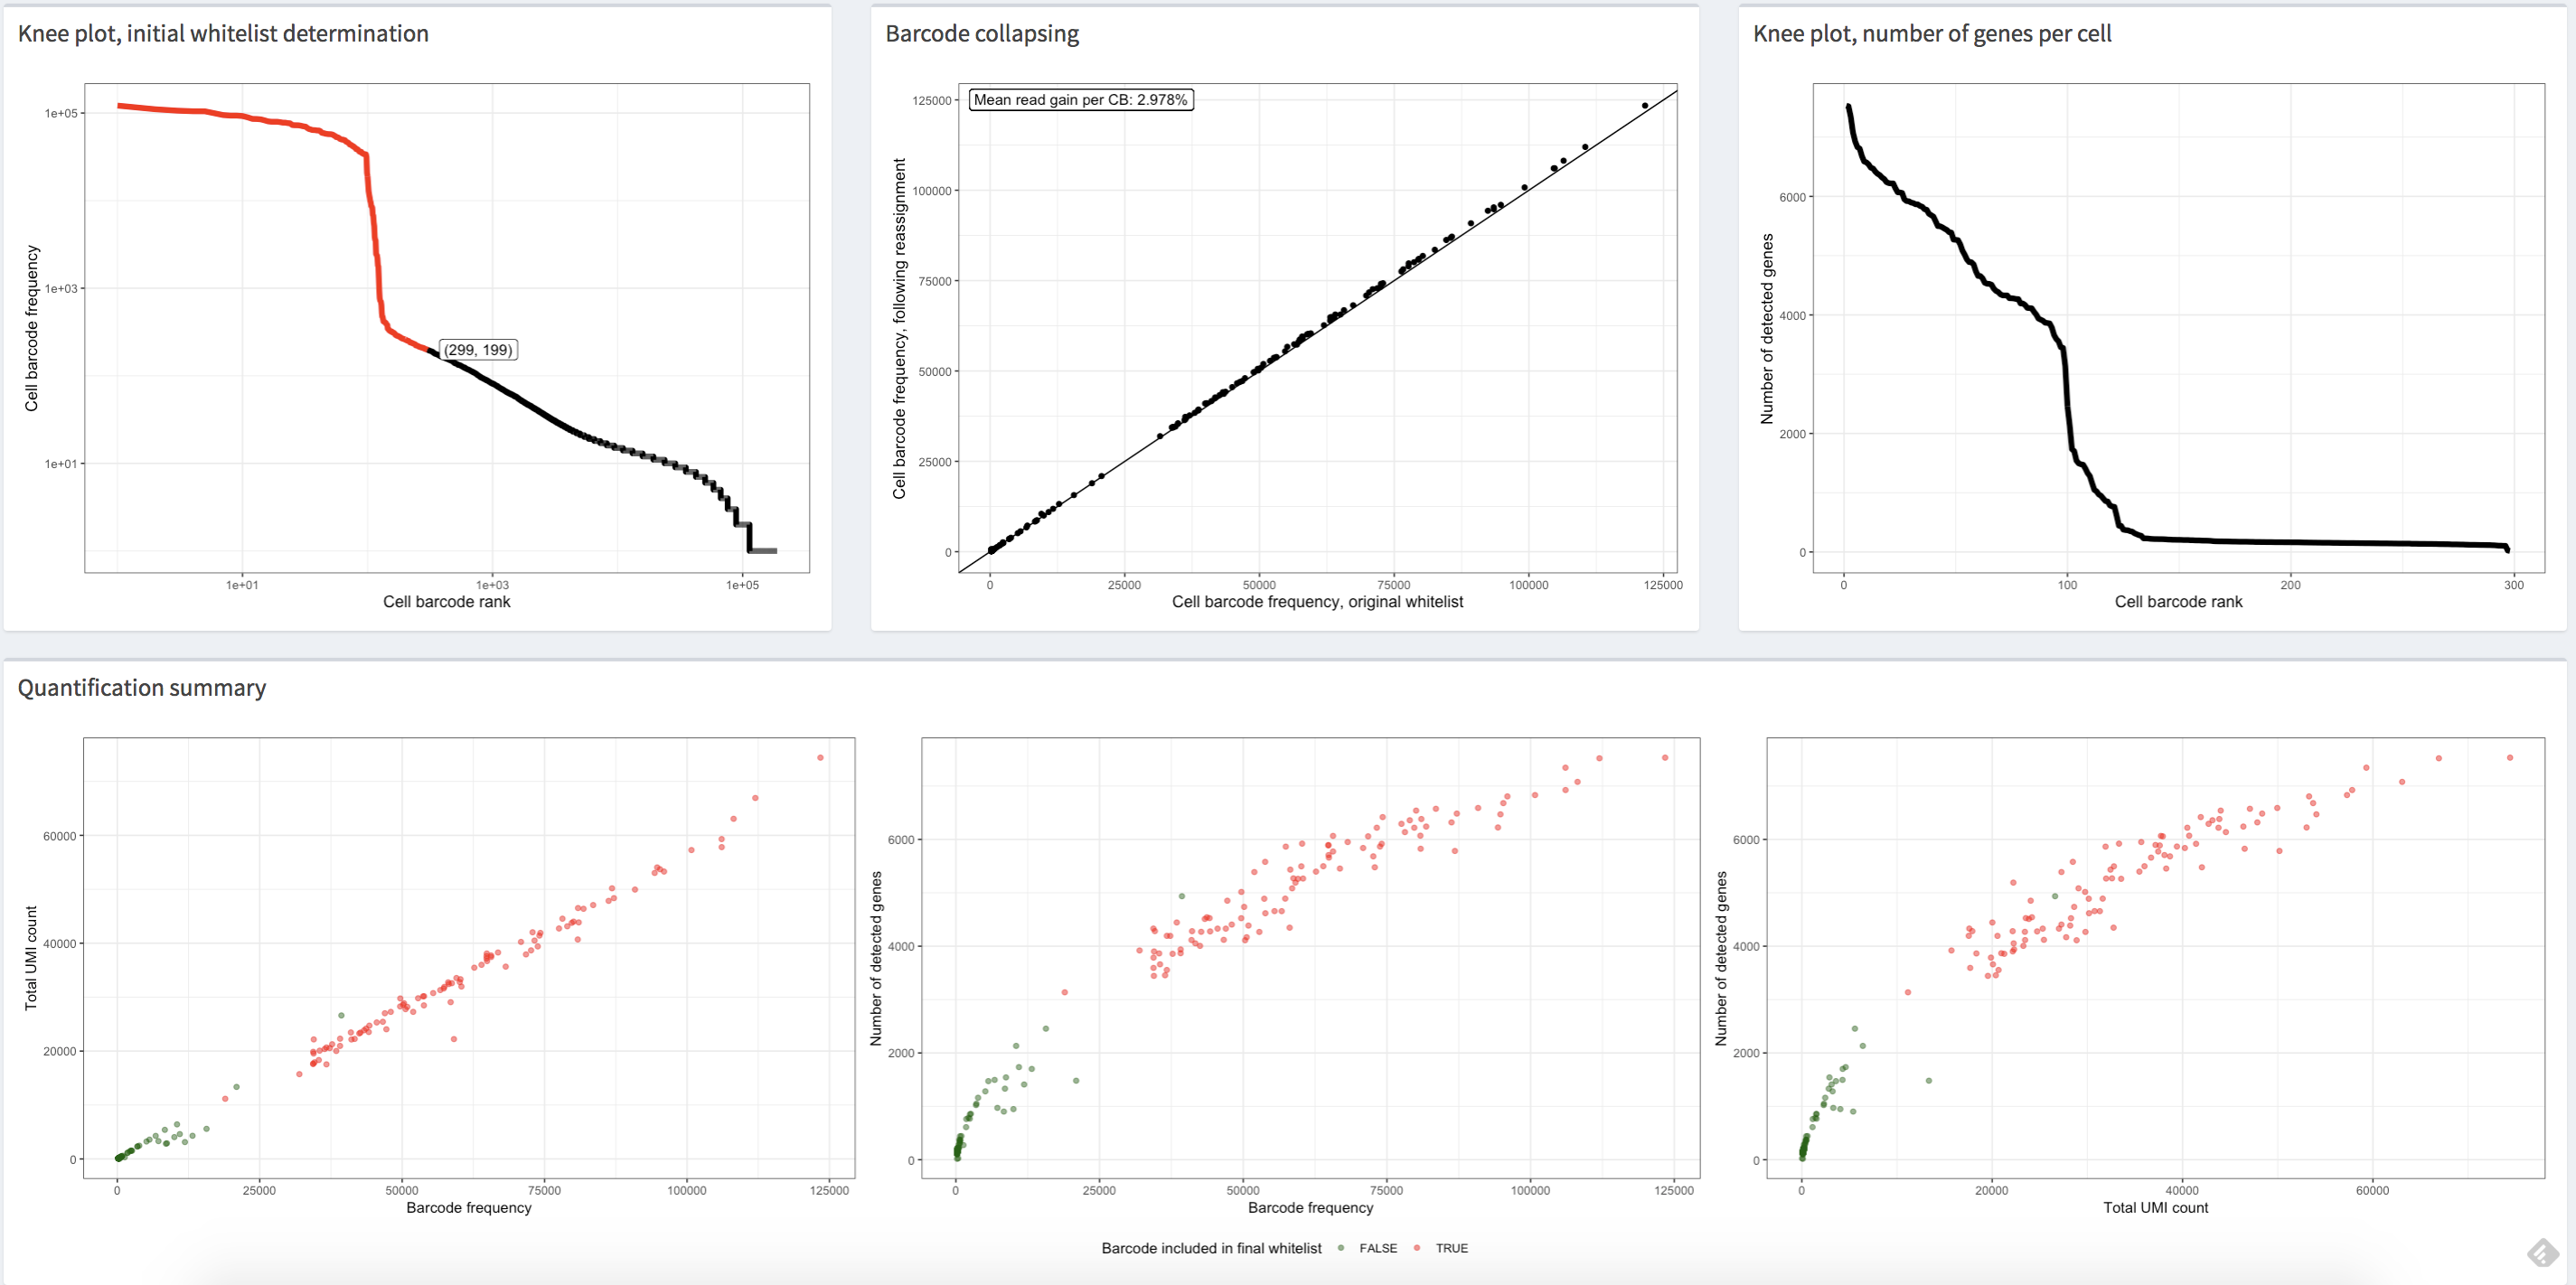 Knee plot, initial whitelist determination
1e+05
1e+03
1e+01
Cell barcode frequency
(299, 199)
1e+01
1e+03
1e+05
Cell barcode rank
Barcode collapsing
Mean read gain per CB: 2.978%
125000
100000
75000
50000
25000
0
Cell barcode frequency, following reassignment
0
25000
50000
75000
100000
125000
Cell barcode frequency, original whitelist
Knee plot, number of genes per cell
6000
4000
2000
0
Number of detected genes
0
100
200
300
Cell barcode rank
Quantification summary
60000
40000
20000
0
Total UMI count
0
25000
50000
75000
100000
125000
Barcode frequency
6000
4000
2000
0
Number of detected genes
0
25000
50000
75000
100000
125000
Barcode frequency
6000
4000
2000
0
Number of detected genes
0
20000
40000
60000
Total UMI count
Barcode included in final whitelist FALSE TRUE